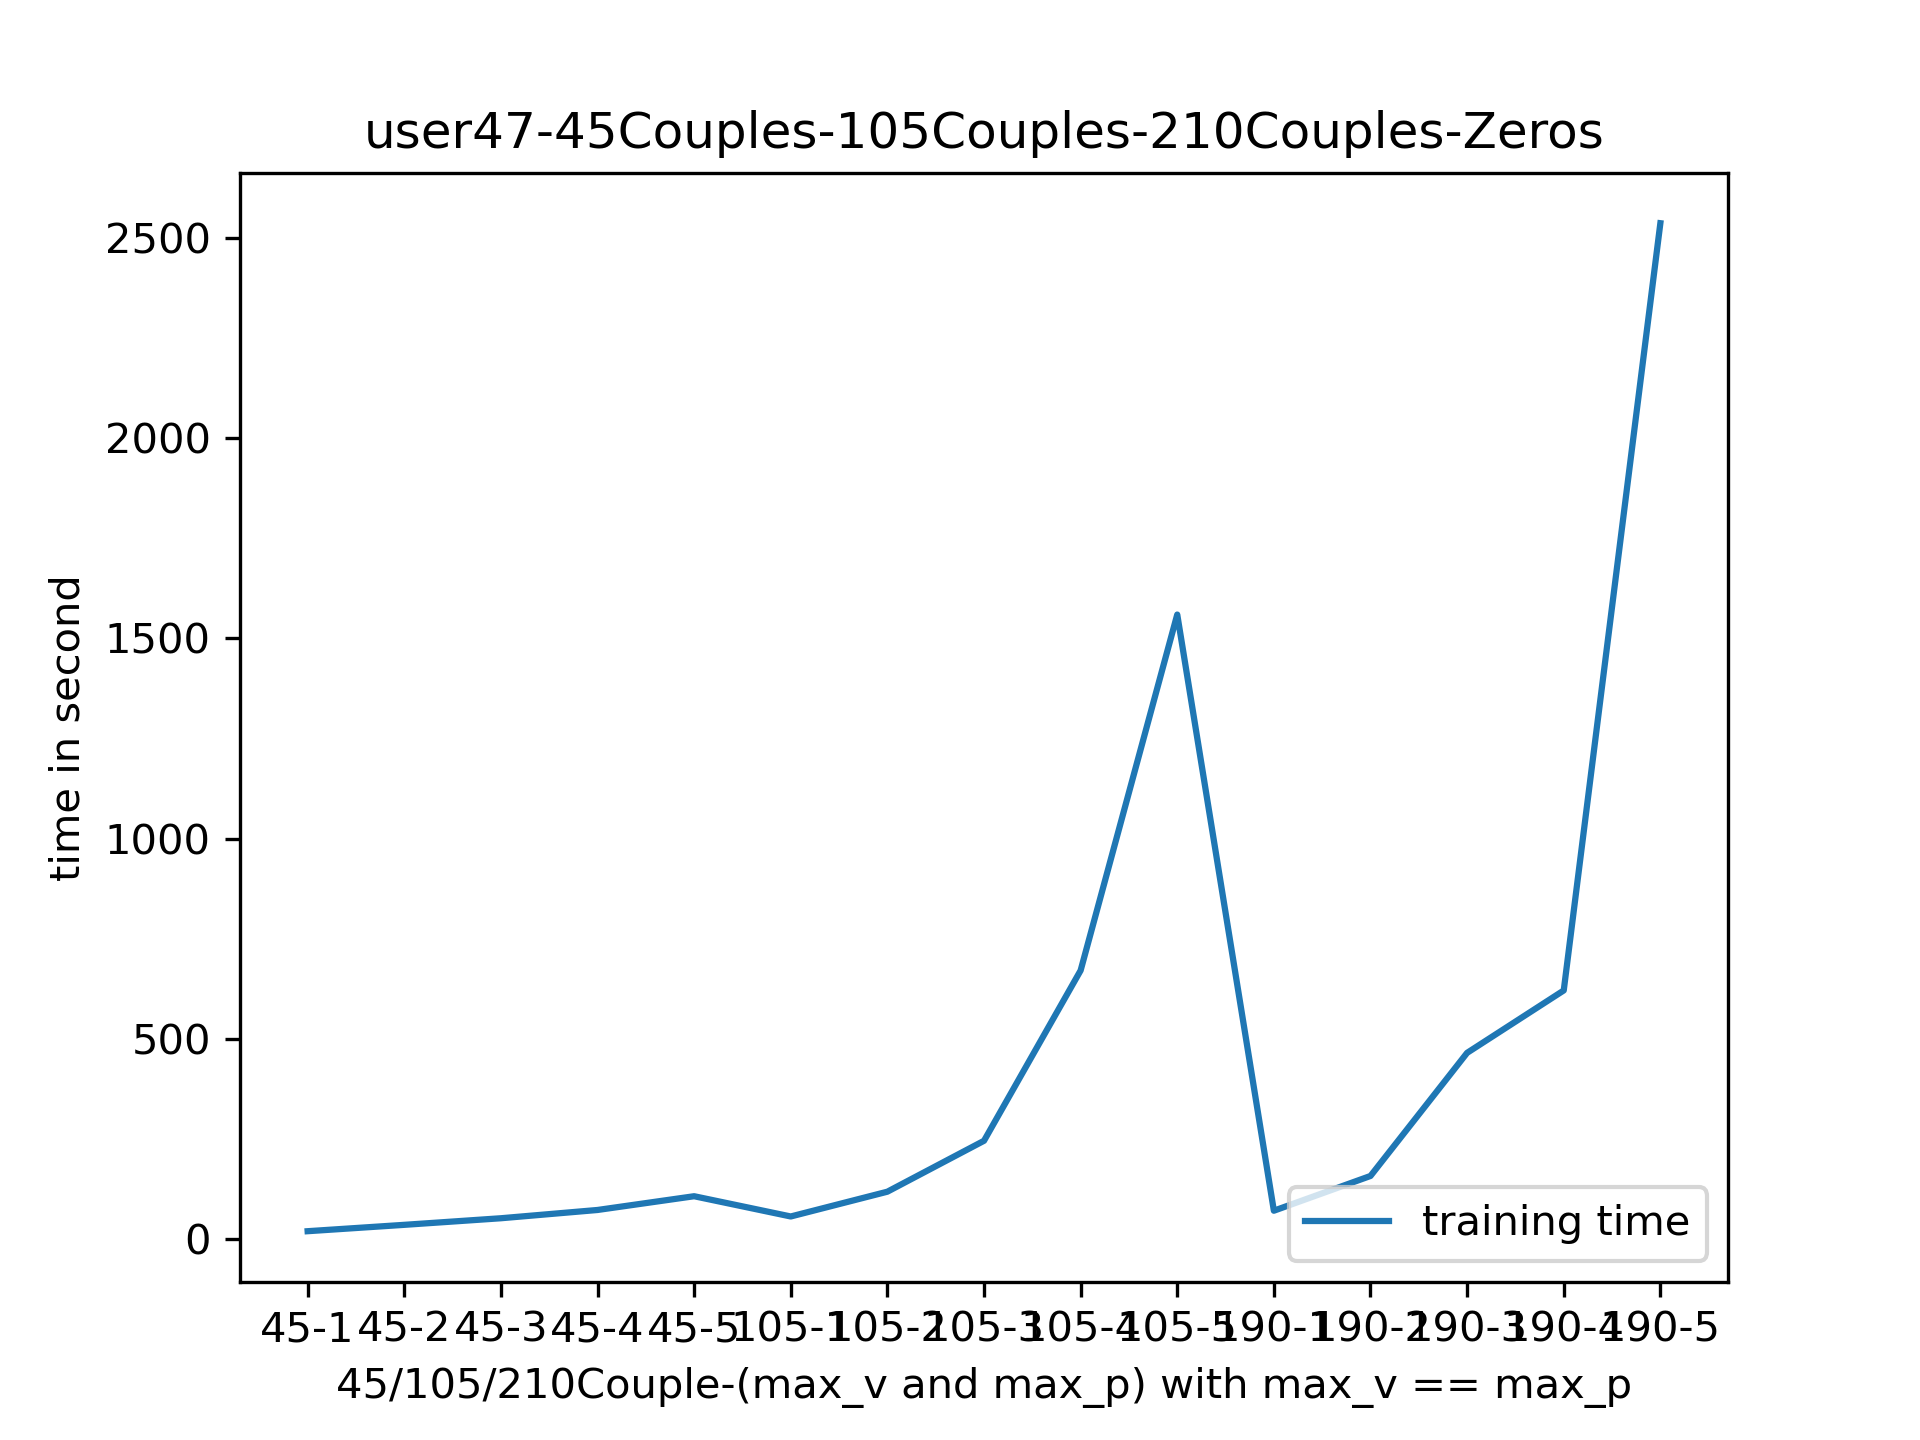 user47-45Couples-105Couples-210Couples-Zeros
2500
2000
1500
1000
500
0
time in second
training time
45-1 45-2 45-3 45-4 45-5 105-1 105-2 105-3 105-4 105-5 190-1 190-2 190-3 190-4 190-5
45/105/210Couple-(max_v and max_p) with max_v == max_p